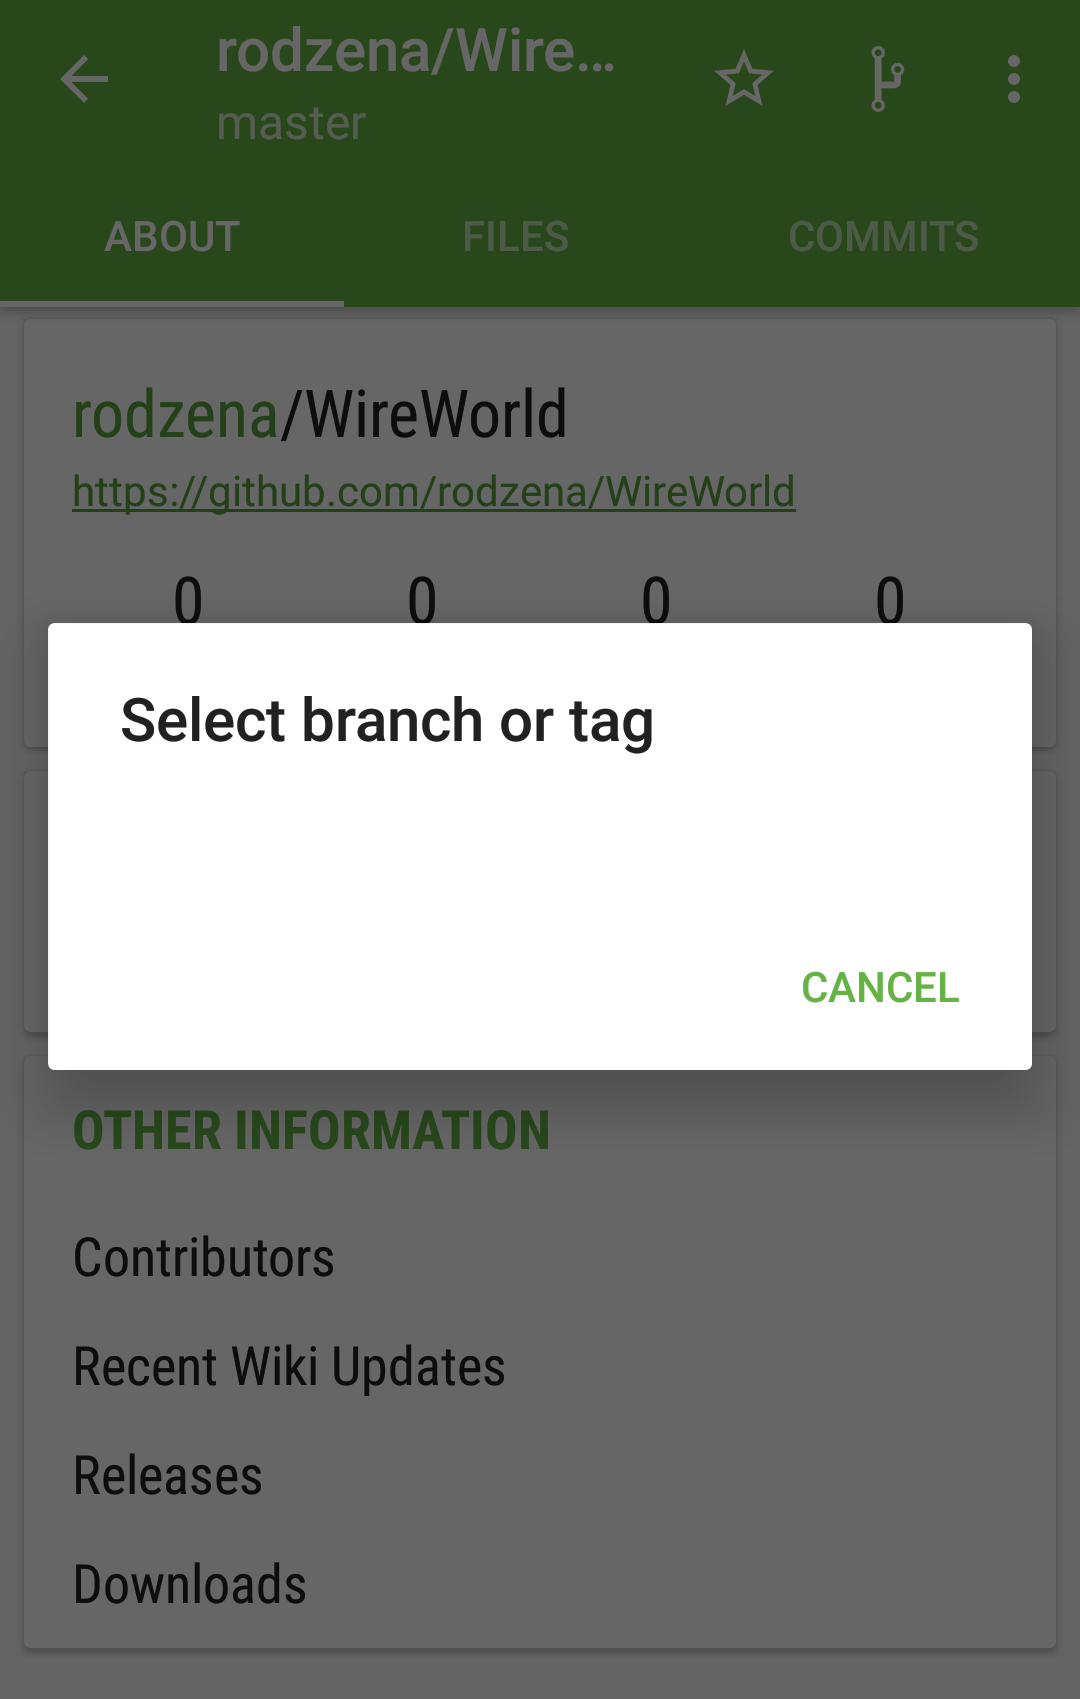 rodzena/Wire...
master
ABOUT FILES COMMITS
rodzena/WireWorld
https://github.com/rodzena/WireWorld
0 0 0 0
Select branch or tag
CANCEL
OTHER INFORMATION
Contributors
Recent Wiki Updates
Releases
Downloads